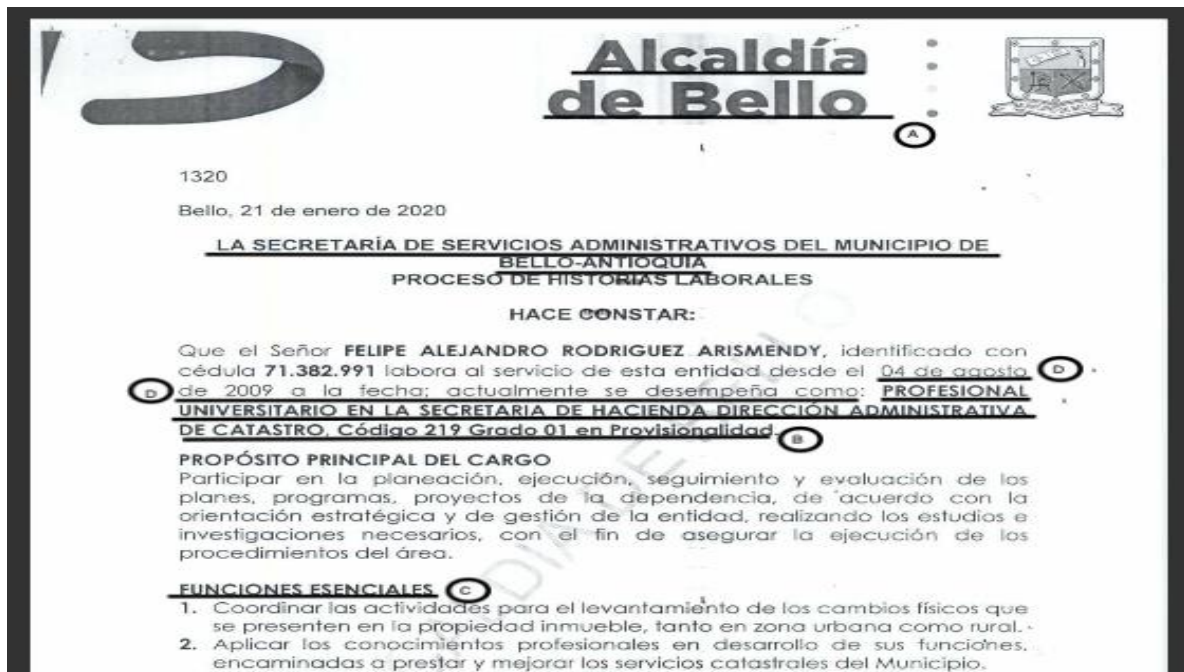 Alcaldía
de Bello
A
1320
Bello, 21 de enero de 2020
LA SECRETARÍA DE SERVICIOS ADMINISTRATIVOS DEL MUNICIPIO DE
BELLO-ANTIOQUIA
PROCESO DE HISTORIAS LABORALES
HACE CONSTAR:
Que el Señor FELIPE ALEJANDRO RODRIGUEZ ARISMENDY, identificado con
cédula 71.382.991 labora al servicio de esta entidad desde el 04 de agosto D
D de 2009 a la fecha; actualmente se desempeña como: PROFESIONAL
UNIVERSITARIO EN LA SECRETARIA DE HACIENDA DIRECCIÓN ADMINISTRATIVA
DE CATASTRO, Código 219 Grado 01 en Provisionalidad. B
PROPÓSITO PRINCIPAL DEL CARGO
Participar en la planeación, ejecución, seguimiento y evaluación de los
planes, programas, proyectos de la dependencia, de acuerdo con la
orientación estratégica y de gestión de la entidad, realizando los estudios e
investigaciones necesarios, con el fin de asegurar la ejecución de los
procedimientos del área.
FUNCIONES ESENCIALES C
1. Coordinar las actividades para el levantamiento de los cambios físicos que
se presenten en la propiedad inmueble, tanto en zona urbana como rural.
2. Aplicar los conocimientos profesionales en desarrollo de sus funciones,
encaminadas a prestar y mejorar los servicios catastrales del Municipio.